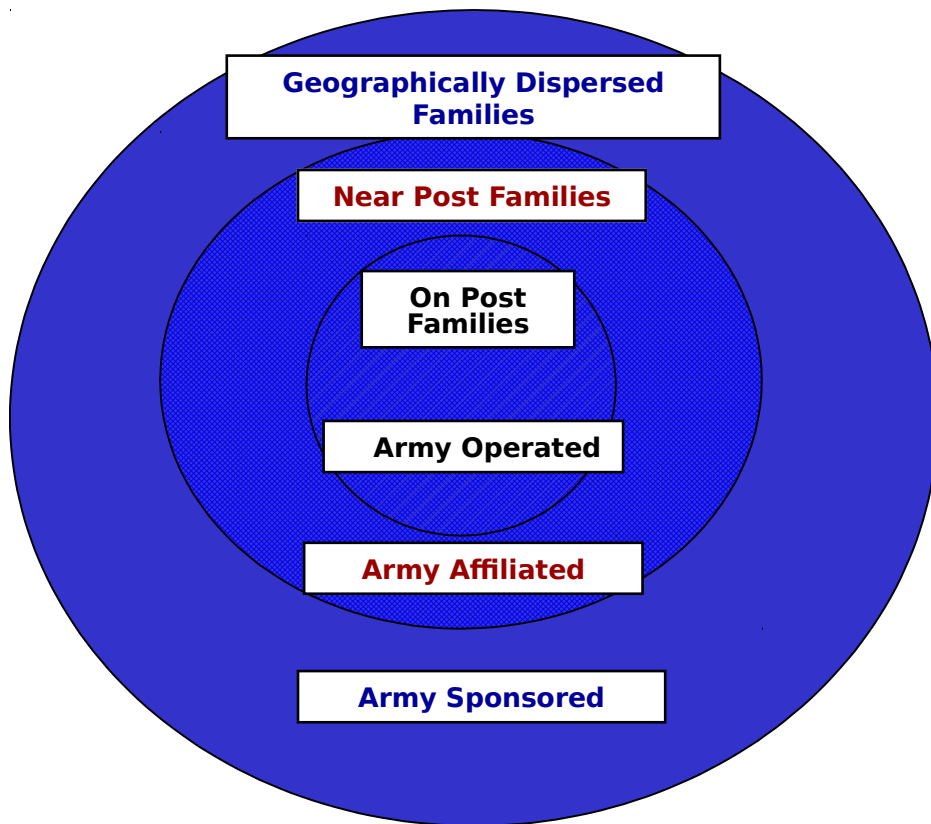 Geographically Dispersed
Families
Near Post Families
On Post
Families
Army Operated
Army Affiliated
Army Sponsored